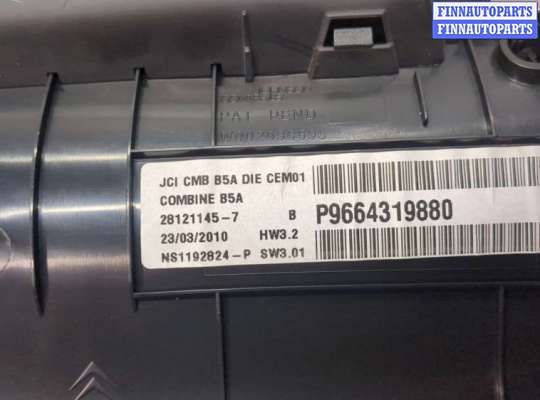 FINNAUTOPARTS
FINNAUTOPARTS
PAT PEND
JCI CMB B5A DIE CEM01
COMBINE B5A
28121145-7 B
23/03/2010 HW3.2
NS1192824-P SW3.01
P9664319880